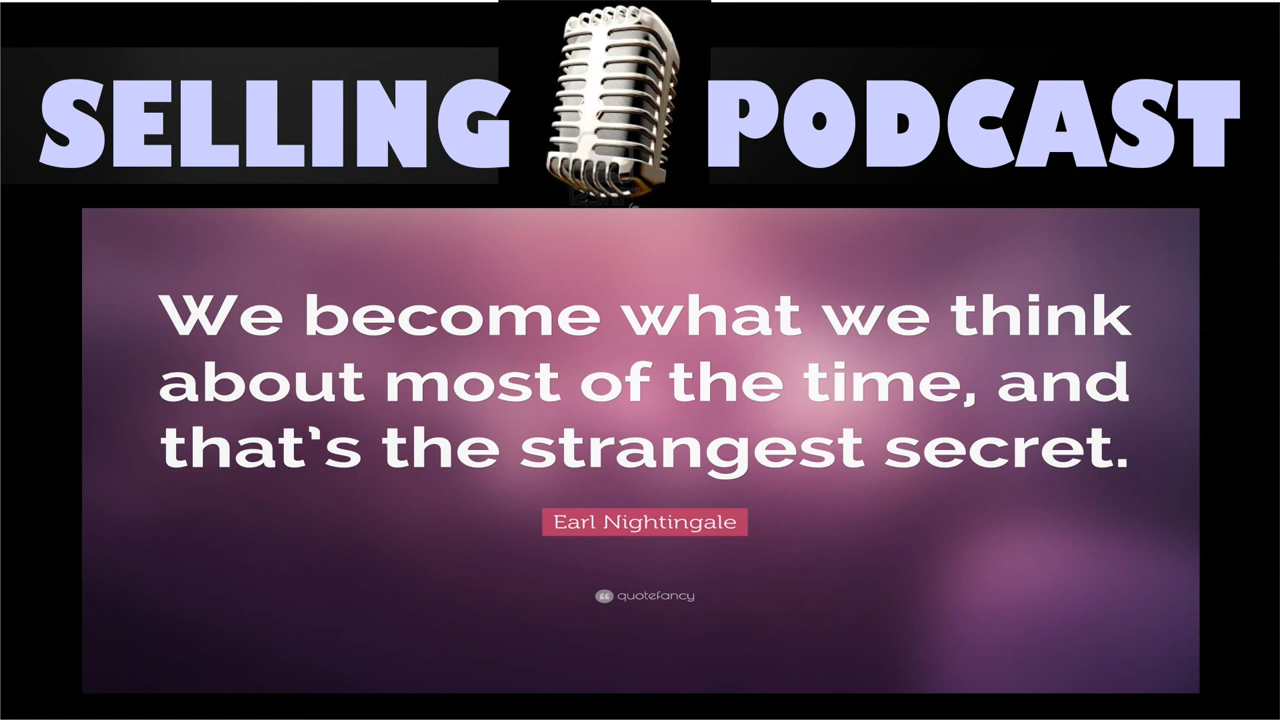 SELLING PODCAST
We become what we think
about most of the time, and
that's the strangest secret.
Earl Nightingale
quotefancy